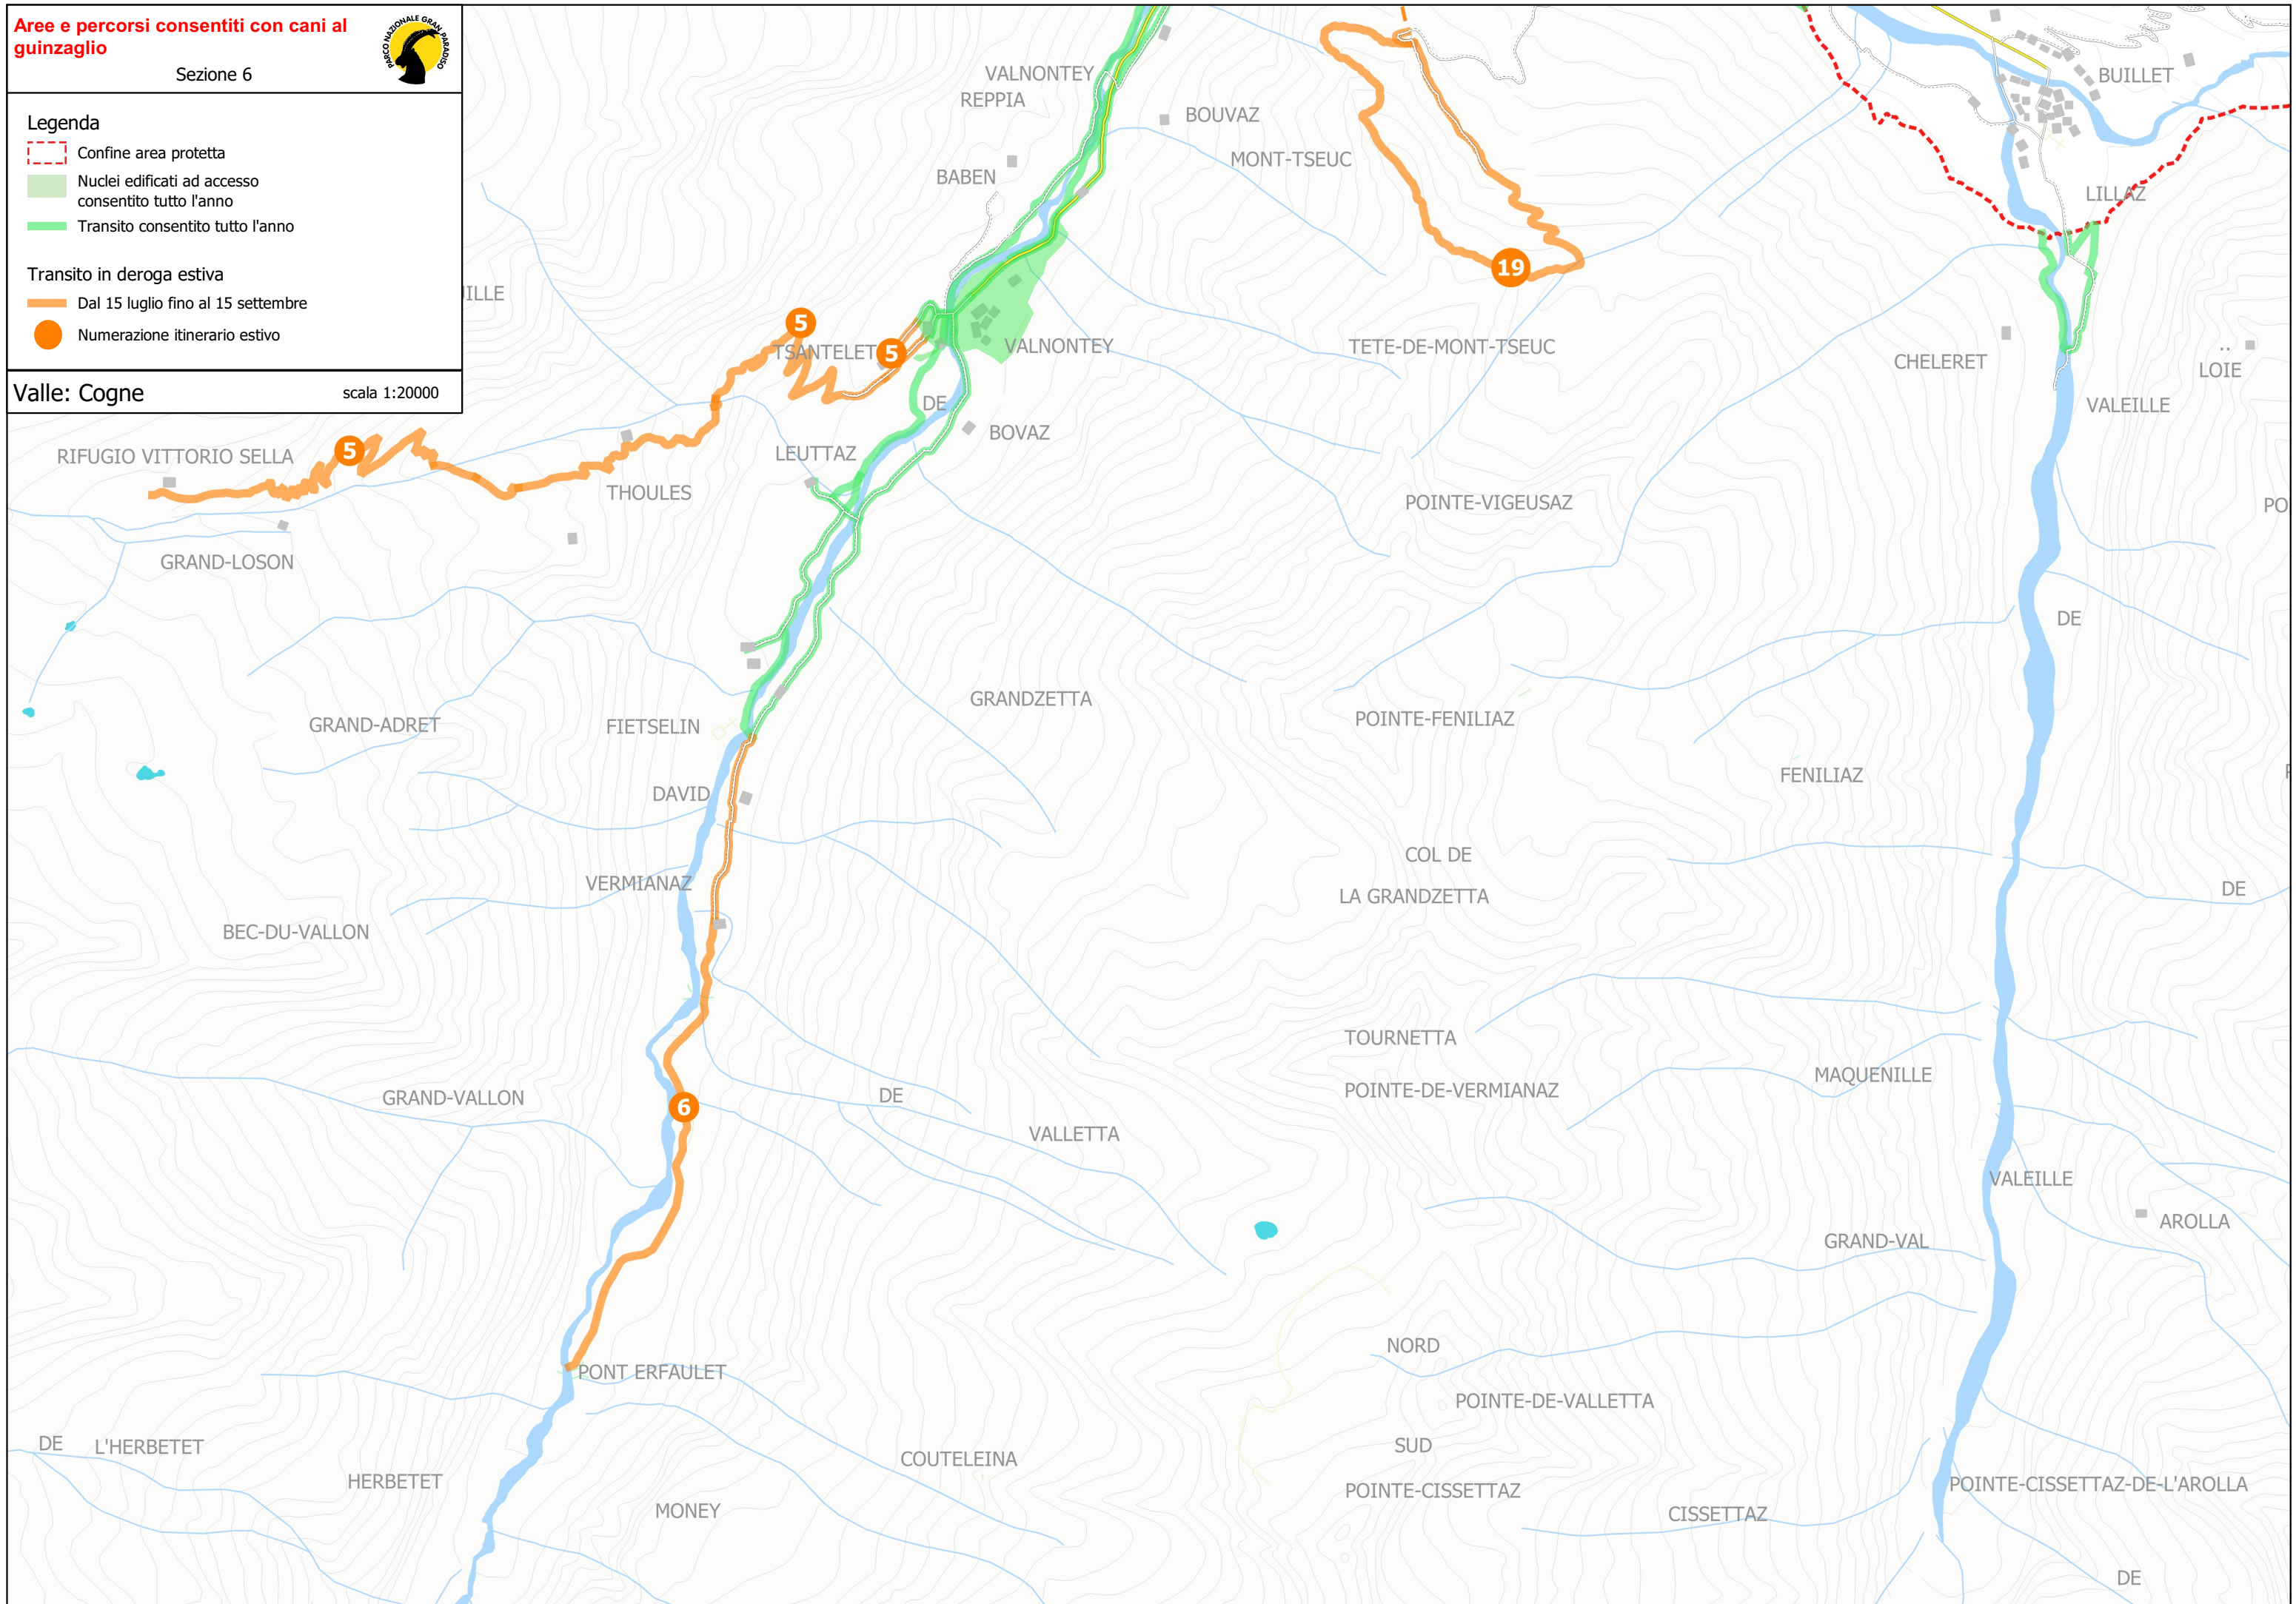 Aree e percorsi consentiti con cani al
guinzaglio
Sezione 6
PARCO NAZIONALE GRAN PARADISO
Legenda
Confine area protetta
Nuclei edificati ad accesso
consentito tutto l'anno
Transito consentito tutto l'anno
Transito in deroga estiva
Dal 15 luglio fino al 15 settembre
Numerazione itinerario estivo
Valle: Cogne
scala 1:20000
VALNONTEY
REPPIA
BUILLET
BOUVAZ
MONT-TSEUC
BABEN
LILLAZ
19
ILLE
5
TSANTELET
5
VALNONTEY
TETE-DE-MONT-TSEUC
CHELERET
LOIE
DE
VALEILLE
BOVAZ
5
RIFUGIO VITTORIO SELLA
LEUTTAZ
THOULES
POINTE-VIGEUSAZ
PO
GRAND-LOSON
DE
GRANDZETTA
GRAND-ADRET
FIETSELIN
POINTE-FENILIAZ
FENILIAZ
DAVID
COL DE
LA GRANDZETTA
VERMIANAZ
DE
BEC-DU-VALLON
TOURNETTA
MAQUENILLE
POINTE-DE-VERMIANAZ
GRAND-VALLON
DE
6
VALLETTA
VALEILLE
AROLLA
GRAND-VAL
NORD
PONT ERFAULET
POINTE-DE-VALLETTA
DE
L'HERBETET
SUD
COUTELEINA
HERBETET
POINTE-CISSETTAZ
POINTE-CISSETTAZ-DE-L'AROLLA
MONEY
CISSETTAZ
DE